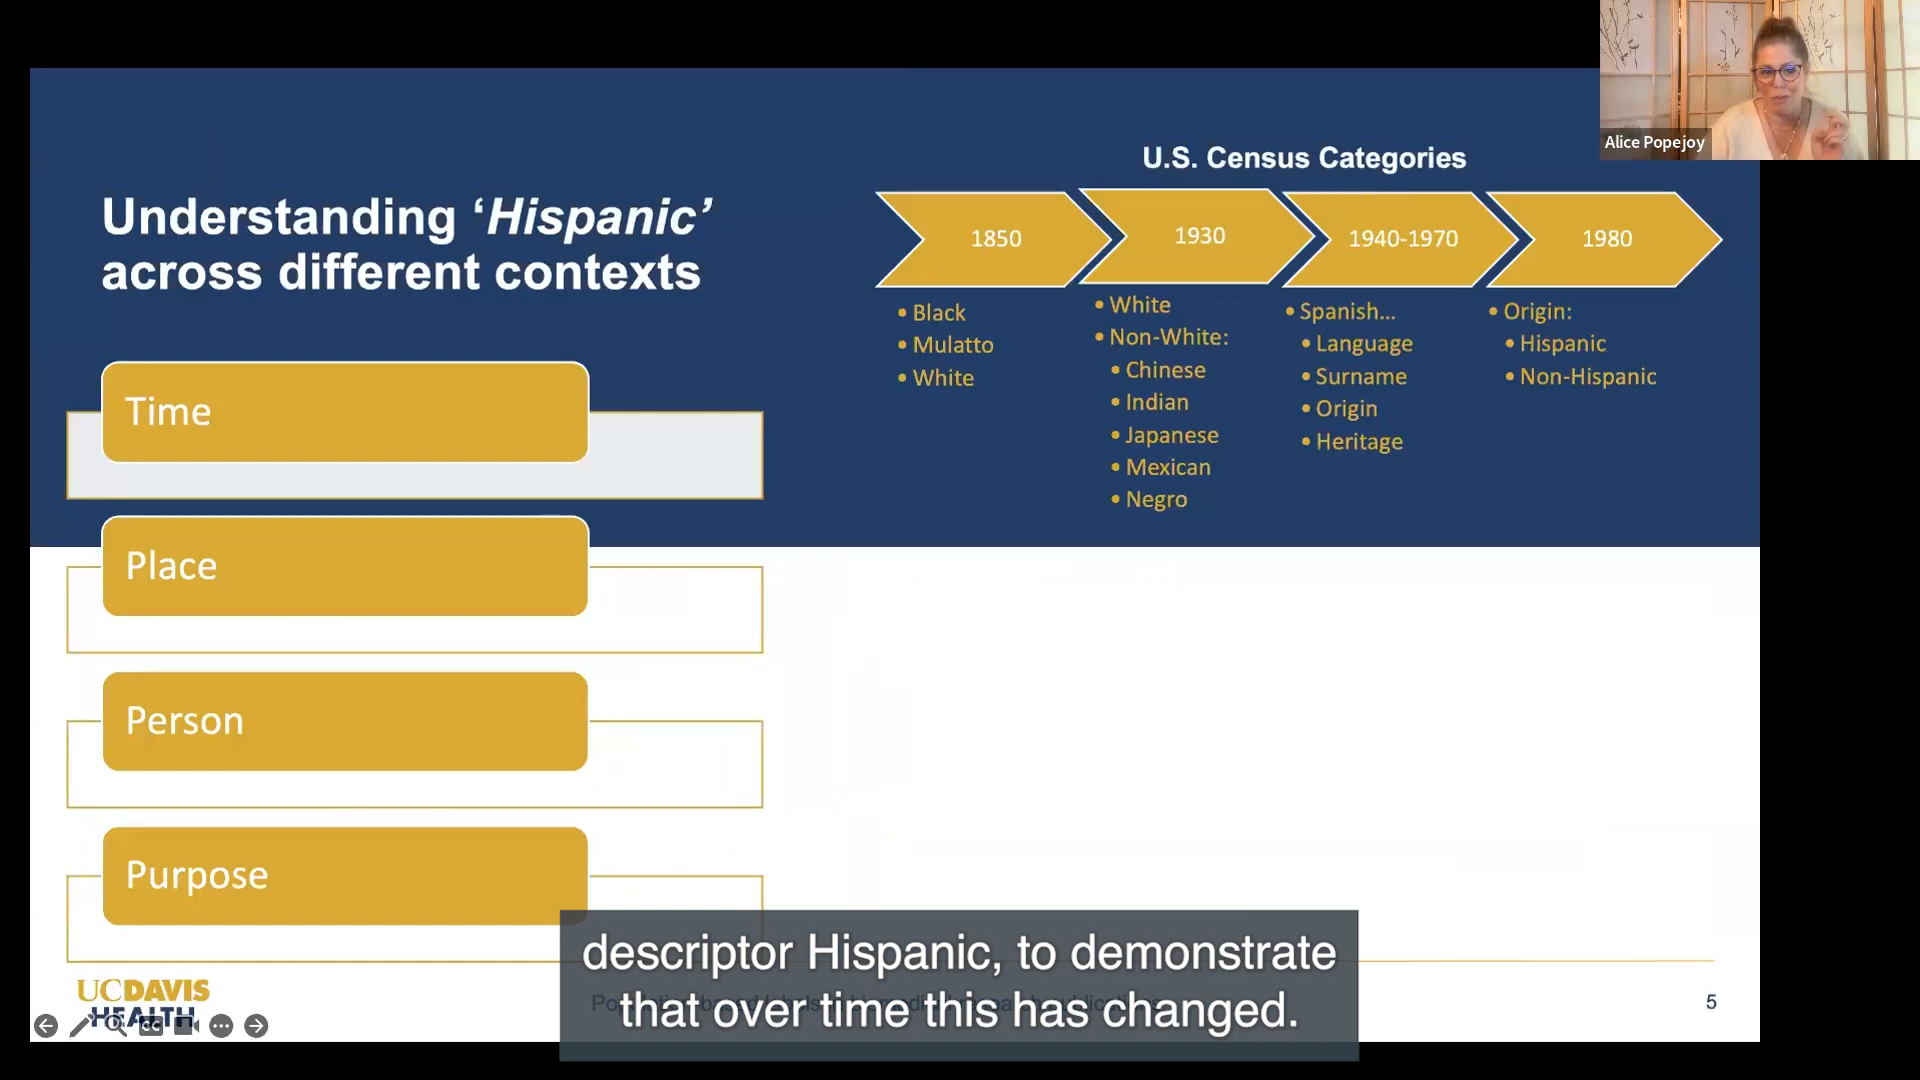 Alice Popejoy
U.S. Census Categories
Understanding ‘Hispanic’
across different contexts
1850
1930
1940-1970
1980
• Black
• Mulatto
• White
• White
• Non-White:
• Chinese
• Indian
• Japanese
• Mexican
• Negro
• Spanish...
• Language
• Surname
• Origin
• Heritage
• Origin:
• Hispanic
• Non-Hispanic
Time
Place
Person
Purpose
descriptor Hispanic, to demonstrate
that over time this has changed.
UCDAVIS
HEALTH
5